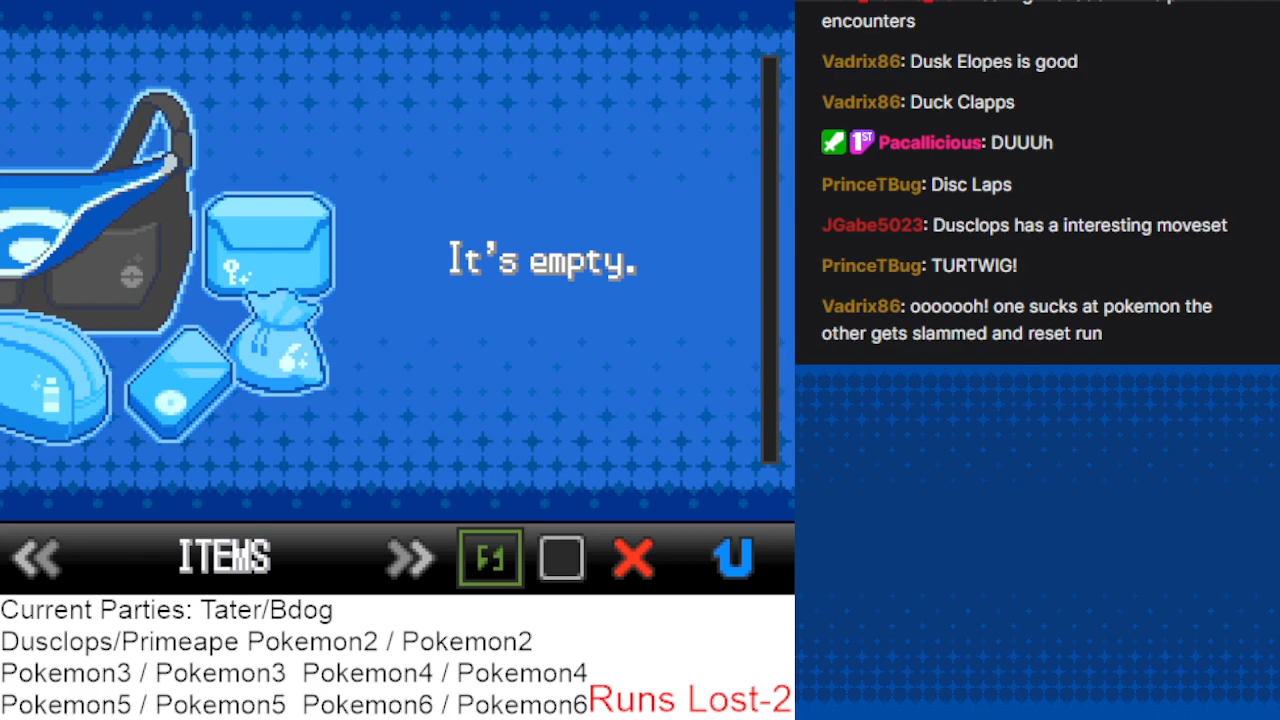 It's empty.
ITEMS
Current Parties: Tater/Bdog
Dusclops/Primeape Pokemon2 / Pokemon2
Pokemon3 / Pokemon3 Pokemon4 / Pokemon4
Pokemon5 / Pokemon5 Pokemon6 / Pokemon6
Runs Lost-2
encounters
Vadrix86: Dusk Elopes is good
Vadrix86: Duck Clapps
1ST Pacallicious: DUUUh
PrinceTBug: Disc Laps
JGabe5023: Dusclops has a interesting moveset
PrinceTBug: TURTWIG!
Vadrix86: ooooooh! one sucks at pokemon the
other gets slammed and reset run